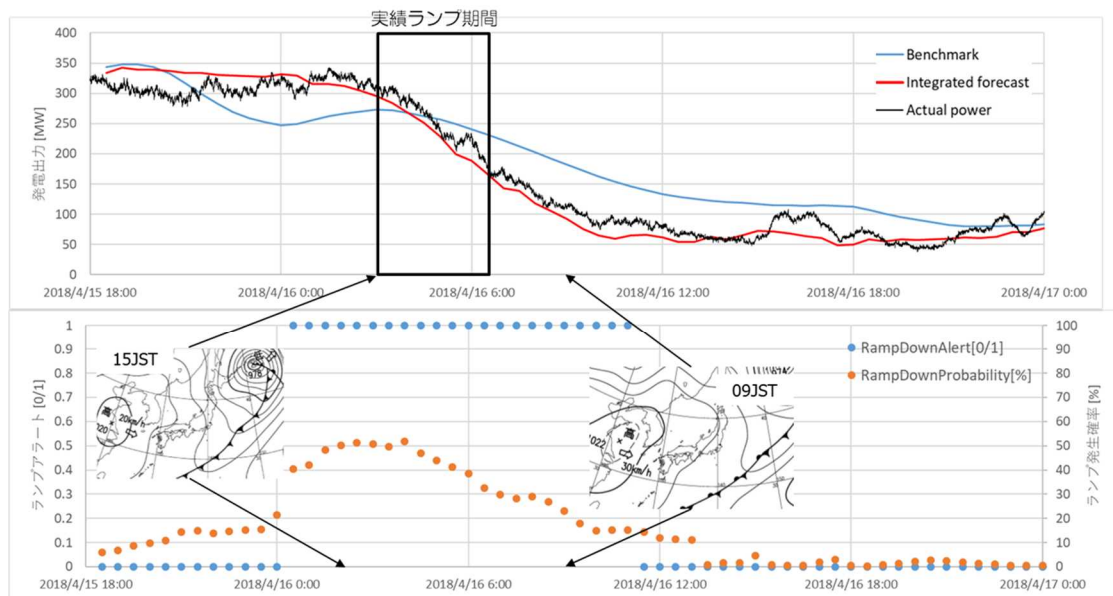 実績ランプ期間
400
350
300
250
200
150
100
50
0
発電出力 [MW]
Benchmark
Integrated forecast
Actual power
2018/4/15 18:00 2018/4/16 0:00 2018/4/16 6:00 2018/4/16 12:00 2018/4/16 18:00 2018/4/17 0:00
1
0.9
0.8
0.7
0.6
0.5
0.4
0.3
0.2
0.1
0
ランプアラート [0/1]
15JST
高
20km/h
976
RampDownAlert[0/1]
RampDownProbability[%]
09JST
1022
高
30km/h
100
90
80
70
60
50
40
30
20
10
0
ランプ発生確率 [%]
2018/4/15 18:00 2018/4/16 0:00 2018/4/16 6:00 2018/4/16 12:00 2018/4/16 18:00 2018/4/17 0:00